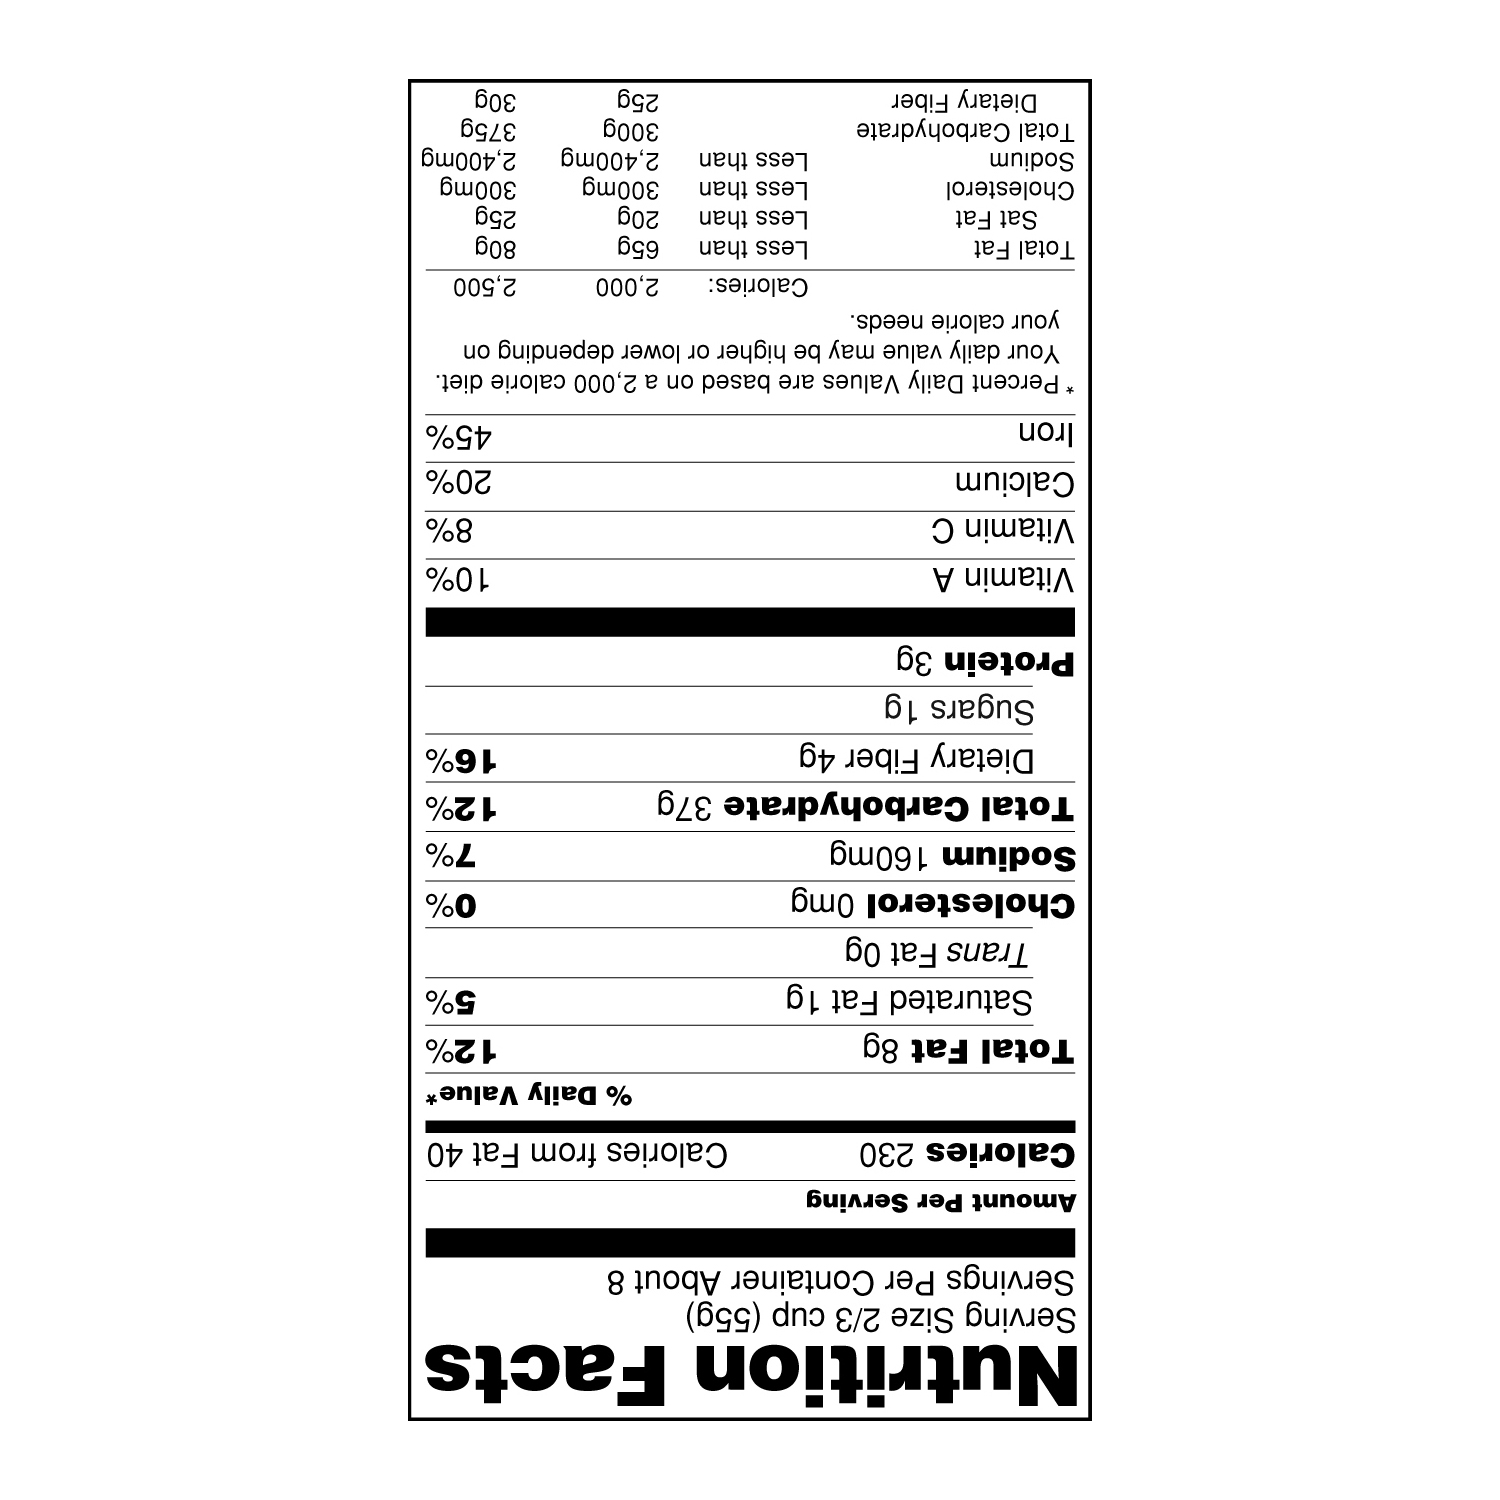 Nutrition Facts
Serving Size 2/3 cup (55g)
Servings Per Container About 8
Amount Per Serving
Calories 230 Calories from Fat 40
% Daily Value*
Total Fat 8g 12%
Saturated Fat 1g 5%
Trans Fat 0g
Cholesterol 0mg 0%
Sodium 160mg 7%
Total Carbohydrate 37g 12%
Dietary Fiber 4g 16%
Sugars 1g
Protein 3g
Vitamin A 10%
Vitamin C 8%
Calcium 20%
Iron 45%
* Percent Daily Values are based on a 2,000 calorie diet.
Your daily value may be higher or lower depending on
your calorie needs.
Calories: 2,000 2,500
Total Fat Less than 65g 80g
Sat Fat Less than 20g 25g
Cholesterol Less than 300mg 300mg
Sodium Less than 2,400mg 2,400mg
Total Carbohydrate 300g 375g
Dietary Fiber 25g 30g